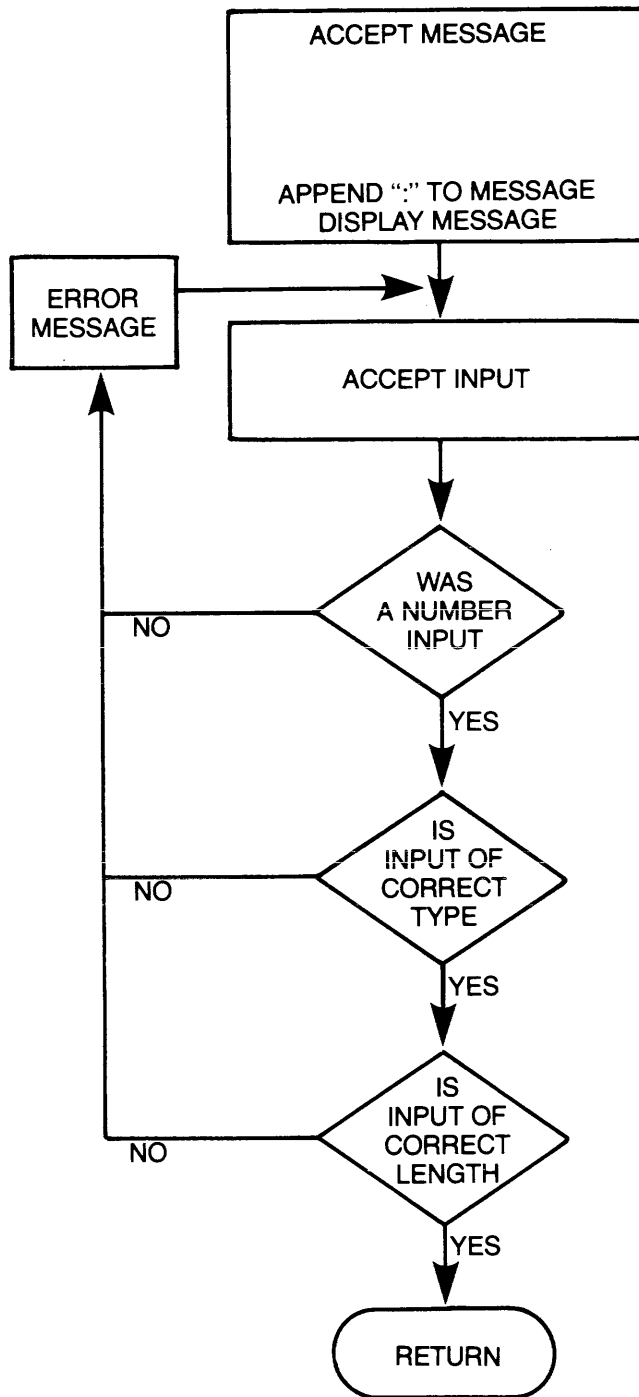 ACCEPT MESSAGE
APPEND ":" TO MESSAGE
DISPLAY MESSAGE
ERROR
MESSAGE
ACCEPT INPUT
WAS
A NUMBER
INPUT
NO
YES
IS
INPUT OF
CORRECT
TYPE
NO
YES
IS
INPUT OF
CORRECT
LENGTH
NO
YES
RETURN